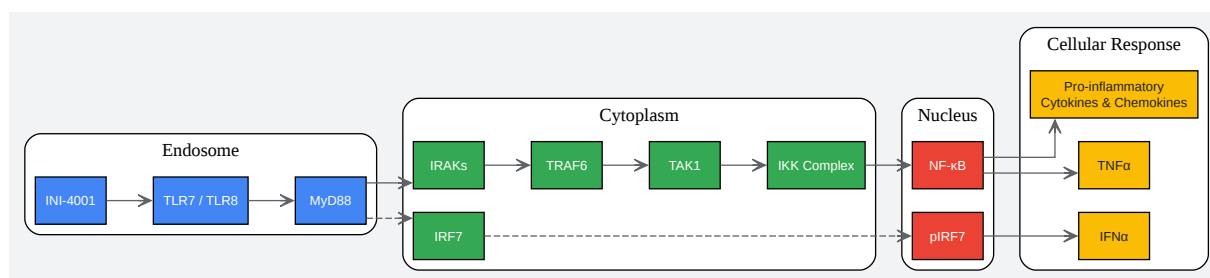 Cellular Response
Pro-inflammatory
Cytokines & Chemokines
Cytoplasm
Nucleus
Endosome
IRAKs
TRAF6
TAK1
IKK Complex
NF-κB
TNFα
INI-4001
TLR7 / TLR8
MyD88
IRF7
pIRF7
IFNα